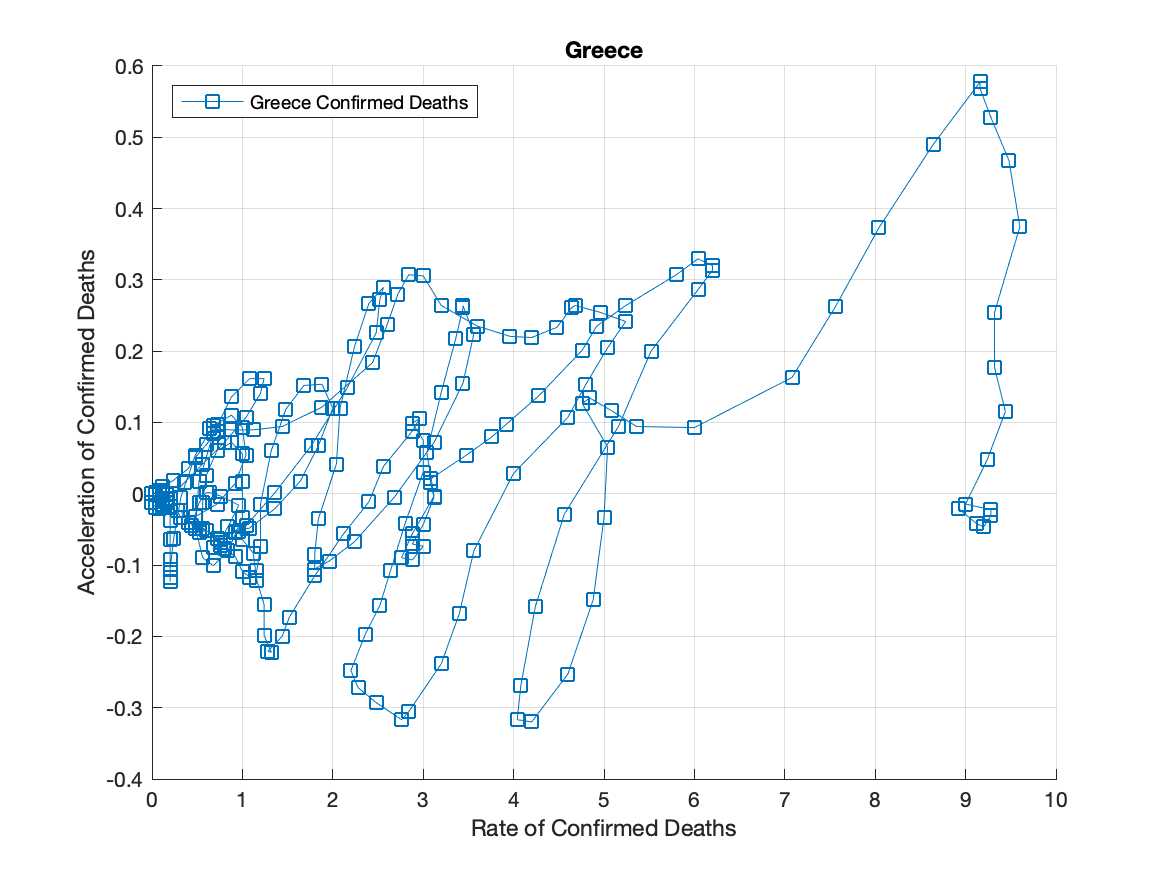 Greece
Greece Confirmed Deaths
0.6
0.5
0.4
0.3
0.2
0.1
0
-0.1
-0.2
-0.3
-0.4
Acceleration of Confirmed Deaths
0 1 2 3 4 5 6 7 8 9 10
Rate of Confirmed Deaths